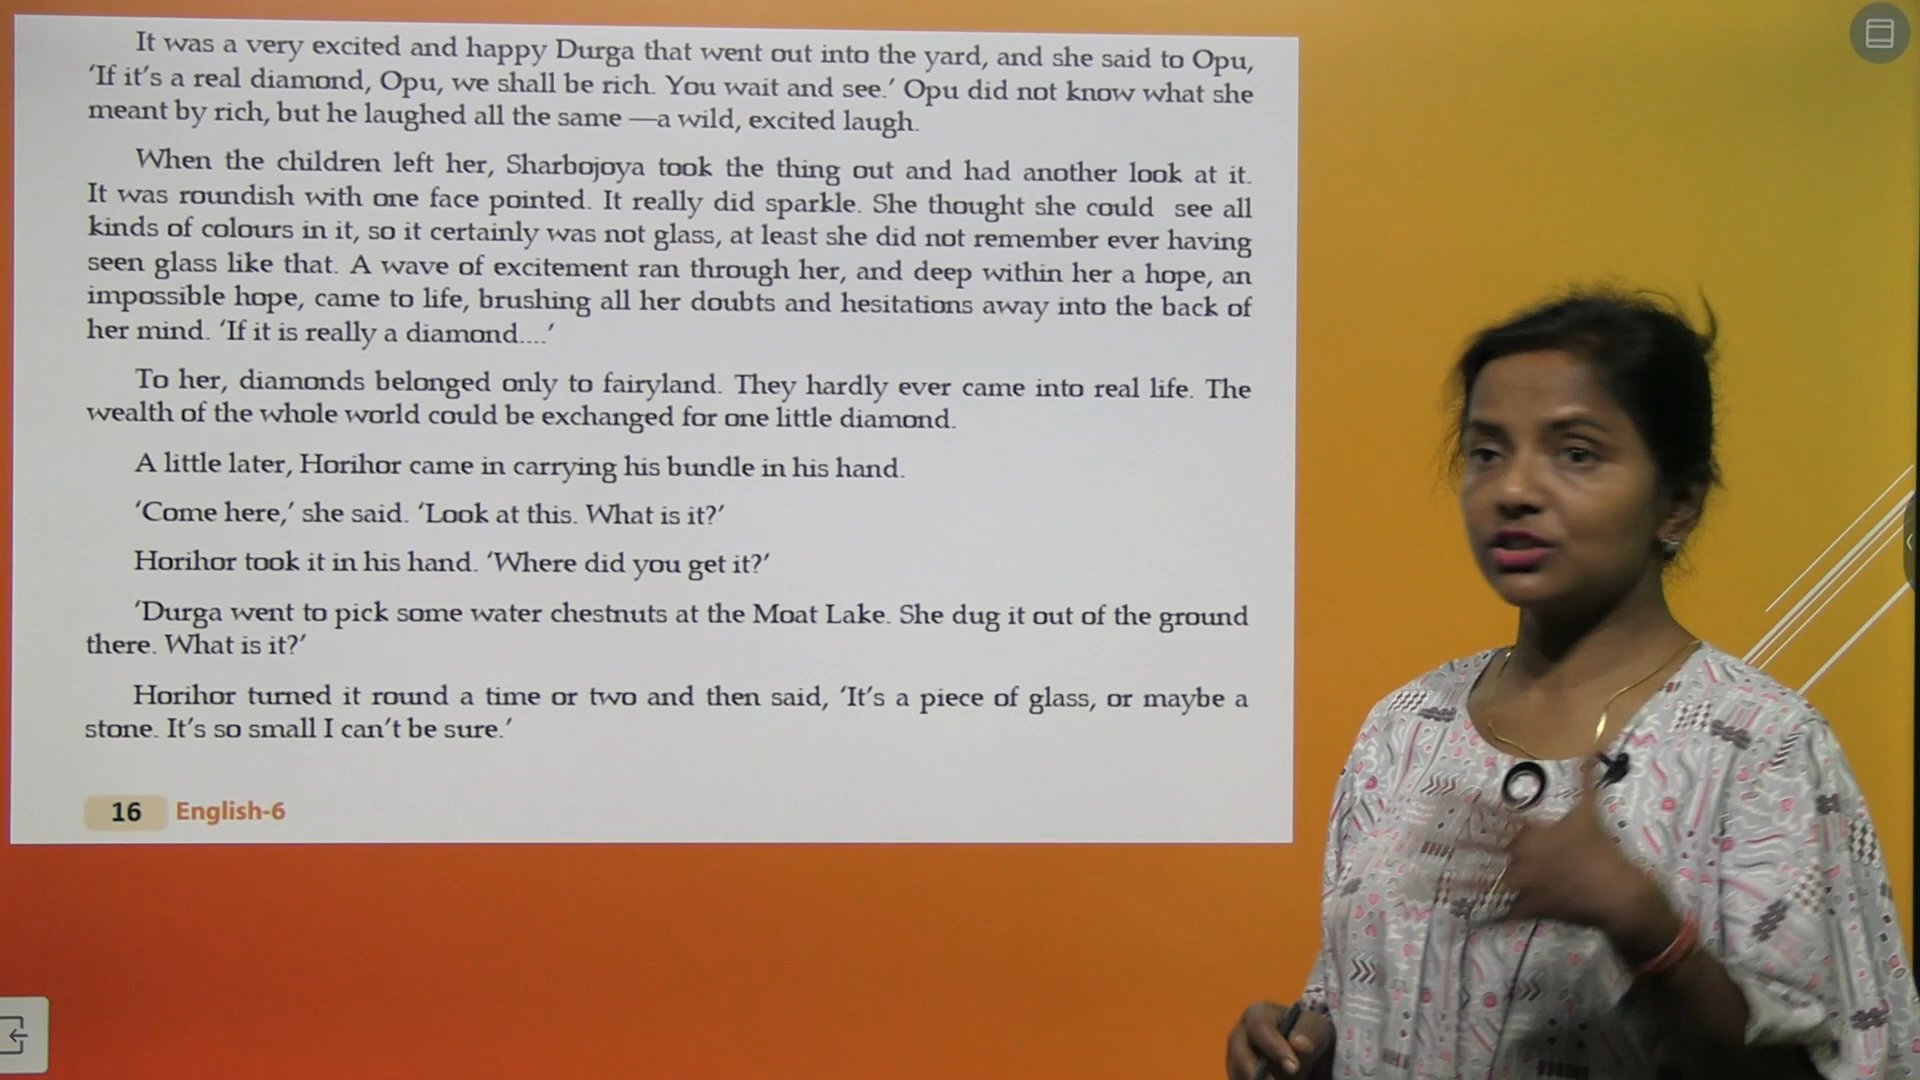 It was a very excited and happy Durga that went out into the yard, and she said to Opu,
‘If it’s a real diamond, Opu, we shall be rich. You wait and see.’ Opu did not know what she
meant by rich, but he laughed all the same —a wild, excited laugh.
When the children left her, Sharbojoya took the thing out and had another look at it.
It was roundish with one face pointed. It really did sparkle. She thought she could see all
kinds of colours in it, so it certainly was not glass, at least she did not remember ever having
seen glass like that. A wave of excitement ran through her, and deep within her a hope, an
impossible hope, came to life, brushing all her doubts and hesitations away into the back of
her mind. ‘If it is really a diamond....’
To her, diamonds belonged only to fairyland. They hardly ever came into real life. The
wealth of the whole world could be exchanged for one little diamond.
A little later, Horihor came in carrying his bundle in his hand.
‘Come here,’ she said. ‘Look at this. What is it?’
Horihor took it in his hand. ‘Where did you get it?’
‘Durga went to pick some water chestnuts at the Moat Lake. She dug it out of the ground
there. What is it?’
Horihor turned it round a time or two and then said, ‘It’s a piece of glass, or maybe a
stone. It’s so small I can’t be sure.’
16 English-6